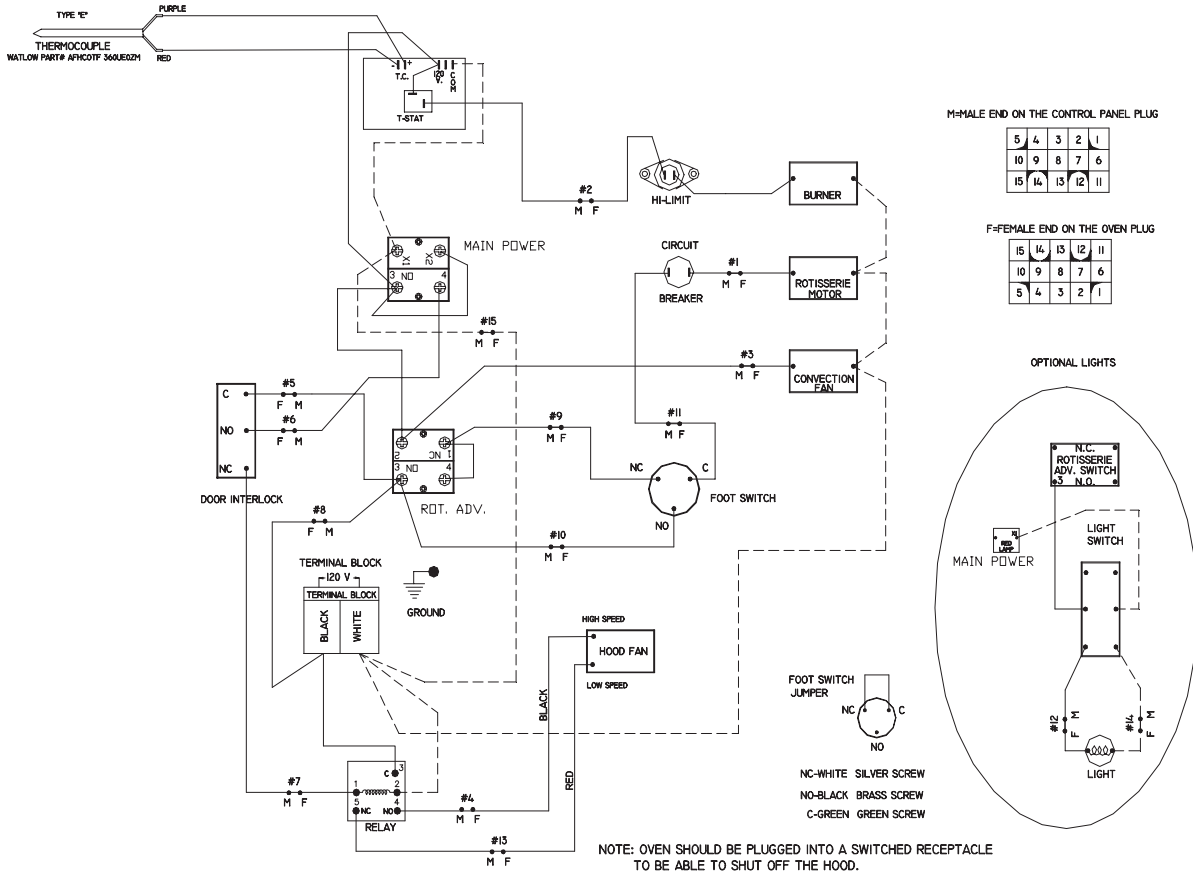 TYPE "E"
PURPLE
THERMOCOUPLE
WATLOW PART# AFHCOTF 360UE0ZM
RED
- +
T.C.
120 V.
COM
T-STAT
#2
M F
HI-LIMIT
BURNER
M=MALE END ON THE CONTROL PANEL PLUG
5 4 3 2 1
10 9 8 7 6
15 14 13 12 11
F=FEMALE END ON THE OVEN PLUG
15 14 13 12 11
10 9 8 7 6
5 4 3 2 1
MAIN POWER
X1 X2
3 NO 4
CIRCUIT
BREAKER
#1
M F
ROTISSERIE
MOTOR
#15
M F
#3
M F
CONVECTION
FAN
C
NO
NC
DOOR INTERLOCK
#5
F M
#6
F M
2 NC 1
3 NO 4
ROT. ADV.
#9
M F
#11
M F
NC C
NO
FOOT SWITCH
#8
F M
#10
M F
TERMINAL BLOCK
120 V
TERMINAL BLOCK
BLACK
WHITE
GROUND
HIGH SPEED
HOOD FAN
LOW SPEED
BLACK
RED
#7
M F
C 3
1 2
5 NC NO 4
RELAY
#4
M F
#13
M F
FOOT SWITCH
JUMPER
NC C
NO
NC-WHITE SILVER SCREW
NO-BLACK BRASS SCREW
C-GREEN GREEN SCREW
NOTE: OVEN SHOULD BE PLUGGED INTO A SWITCHED RECEPTACLE
TO BE ABLE TO SHUT OFF THE HOOD.
OPTIONAL LIGHTS
N.C.
ROTISSERIE
ADV. SWITCH
3 N.O.
X1
RED
LAMP
MAIN POWER
LIGHT
SWITCH
#12
M
F
#14
M
F
LIGHT